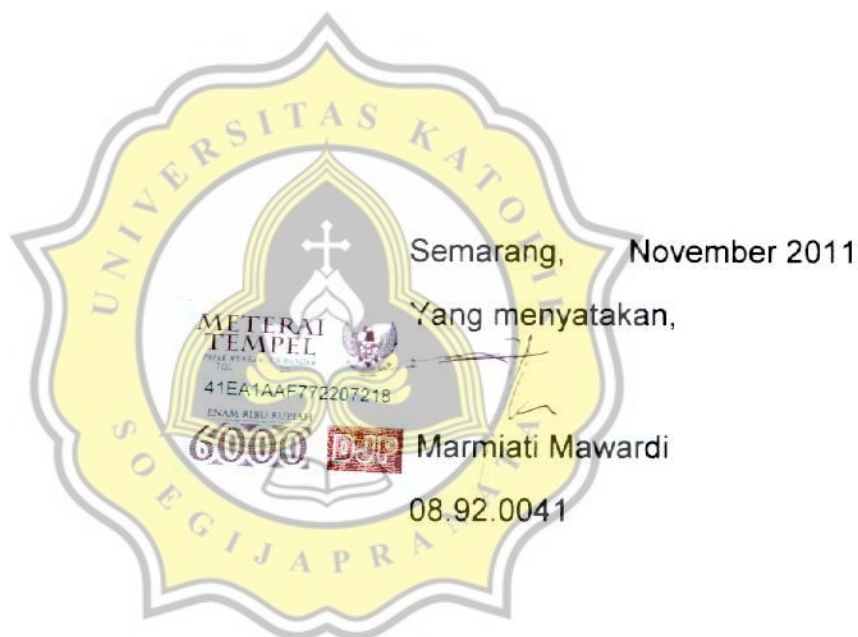 UNIVERSITAS KATOLIK
SOEGIJAPRANATA
Semarang, November 2011
Yang menyatakan,
METERAI
TEMPEL
TGL.
41EA1AAF772207218
ENAM RIBU RUPIAH
6000 DJP
Marmiati Mawardi
08.92.0041